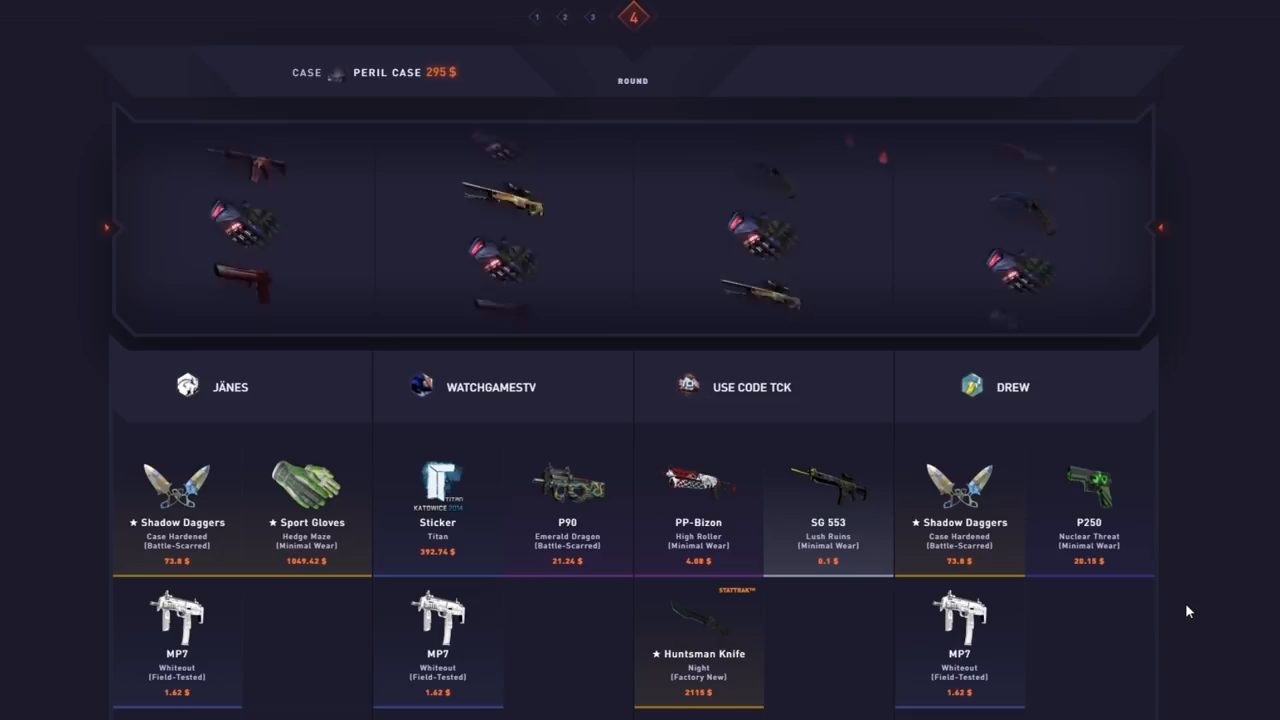 1 2 3 4
CASE PERIL CASE 295 $
ROUND
JÄNES
WATCHGAMESTV
USE CODE TCK
DREW
★ Shadow Daggers
Case Hardened
(Battle-Scarred)
73.8 $
★ Sport Gloves
Hedge Maze
(Minimal Wear)
1049.42 $
TITAN
KATOWICE 2014
Sticker
Titan
392.74 $
P90
Emerald Dragon
(Battle-Scarred)
21.24 $
PP-Bizon
High Roller
(Minimal Wear)
4.08 $
SG 553
Lush Ruins
(Minimal Wear)
0.1 $
★ Shadow Daggers
Case Hardened
(Battle-Scarred)
73.8 $
P250
Nuclear Threat
(Minimal Wear)
20.15 $
MP7
Whiteout
(Field-Tested)
1.62 $
MP7
Whiteout
(Field-Tested)
1.62 $
STATTRAK™
★ Huntsman Knife
Night
(Factory New)
2115 $
MP7
Whiteout
(Field-Tested)
1.62 $